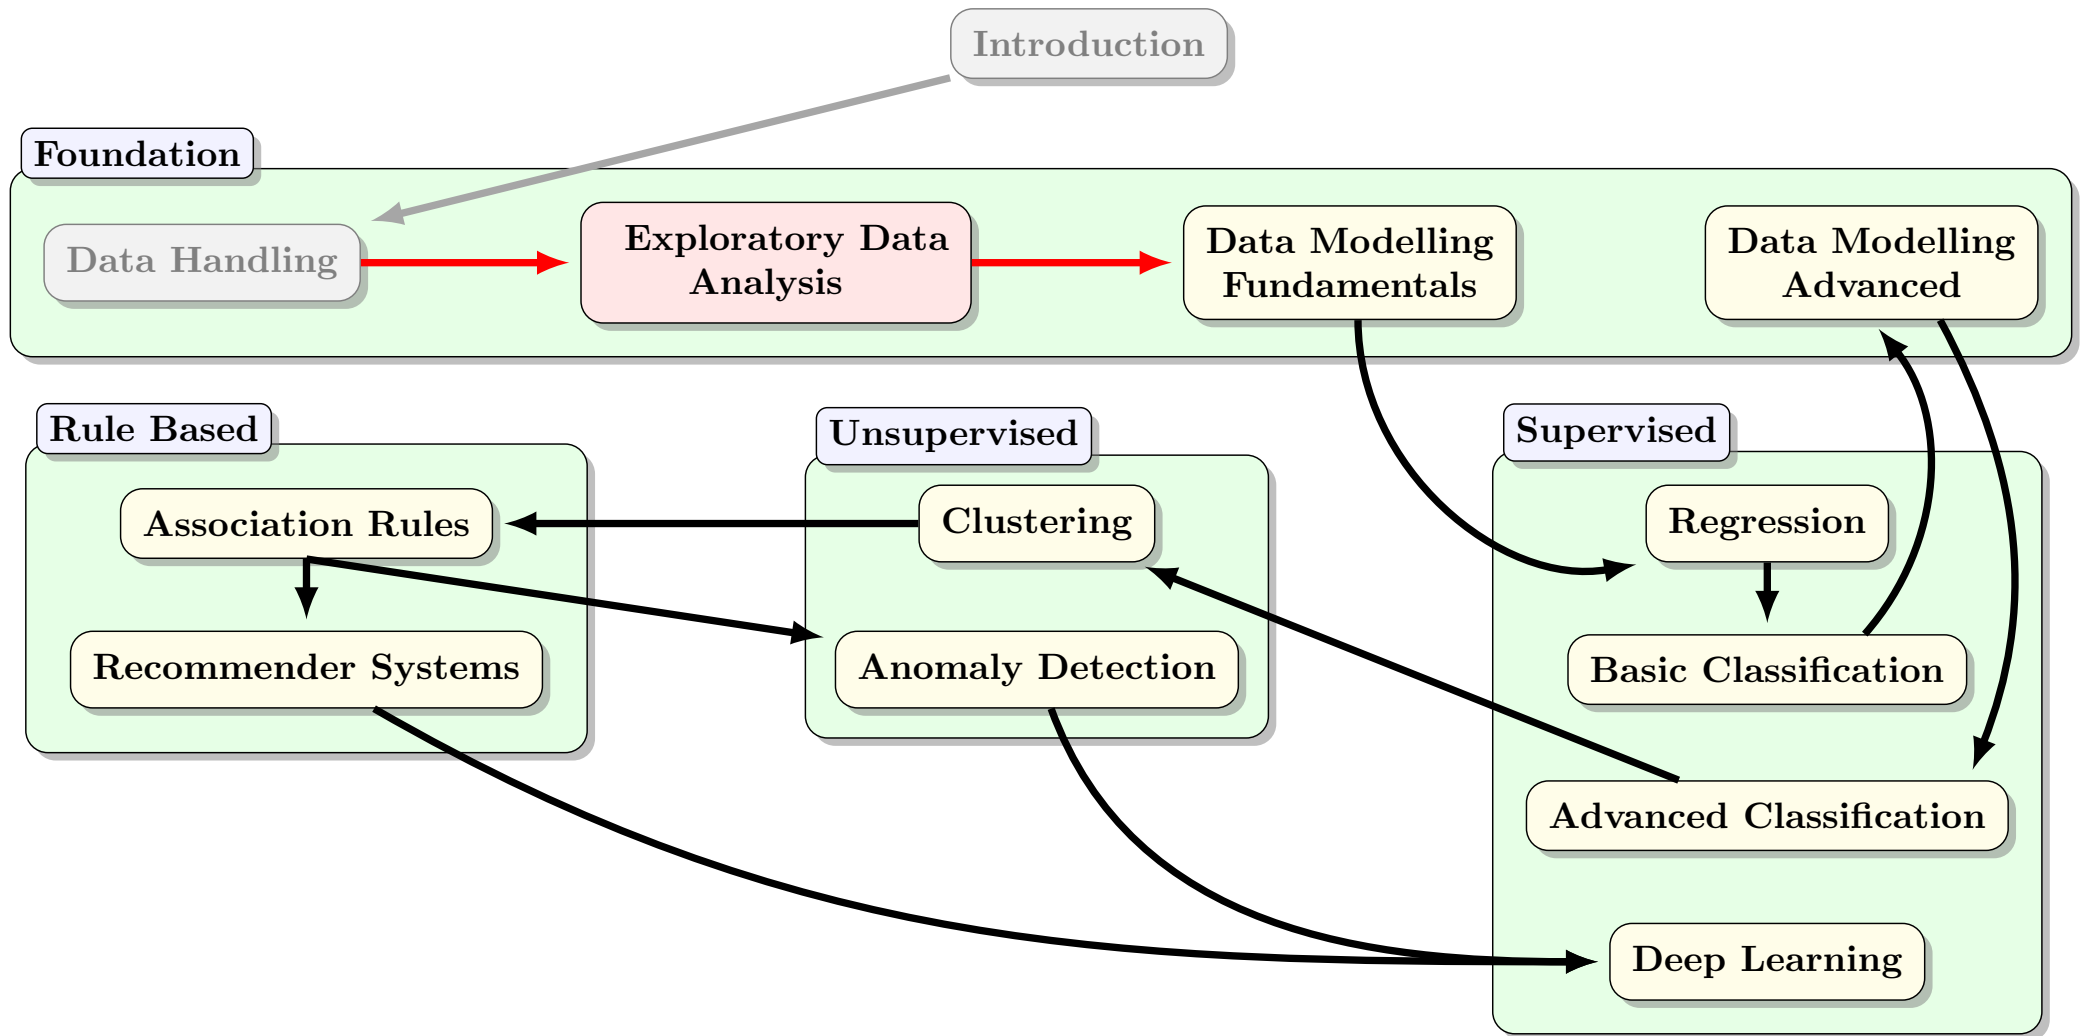 Introduction
Foundation
Data Handling
Exploratory Data
Analysis
Data Modelling
Fundamentals
Data Modelling
Advanced
Rule Based
Association Rules
Recommender Systems
Unsupervised
Clustering
Anomaly Detection
Supervised
Regression
Basic Classification
Advanced Classification
Deep Learning